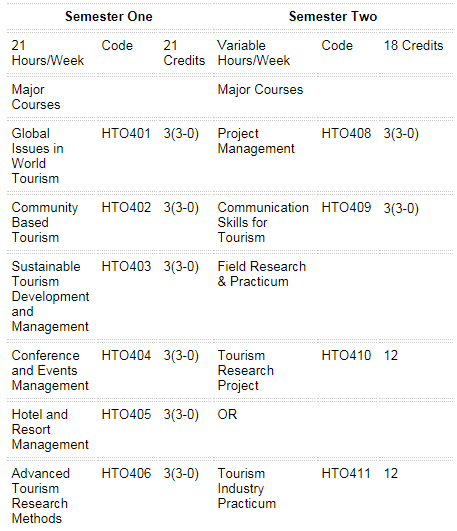 Semester One Semester Two
21 Code 21 Variable Code 18 Credits
Hours/Week Credits Hours/Week
Major Major Courses
Courses
Global HTO401 3(3-0) Project HTO408 3(3-0)
Issues in Management
World
Tourism
Community HTO402 3(3-0) Communication HTO409 3(3-0)
Based Skills for
Tourism Tourism
Sustainable HTO403 3(3-0) Field Research
Tourism & Practicum
Development
and
Management
Conference HTO404 3(3-0) Tourism HTO410 12
and Events Research
Management Project
Hotel and HTO405 3(3-0) OR
Resort
Management
Advanced HTO406 3(3-0) Tourism HTO411 12
Tourism Industry
Research Practicum
Methods